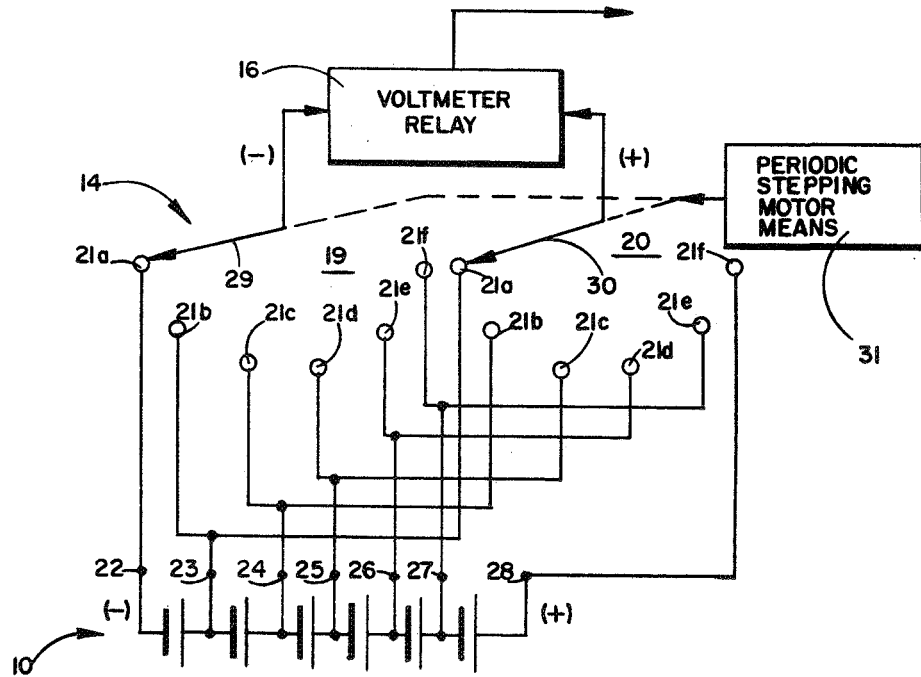 16
VOLTMETER
RELAY
(-)
(+)
PERIODIC
STEPPING
MOTOR
MEANS
14
21a
29
19
21f
21a
30
20
21f
21b
21c
21d
21e
21b
21c
21d
21e
31
22
23
24
25
26
27
28
(-)
(+)
10